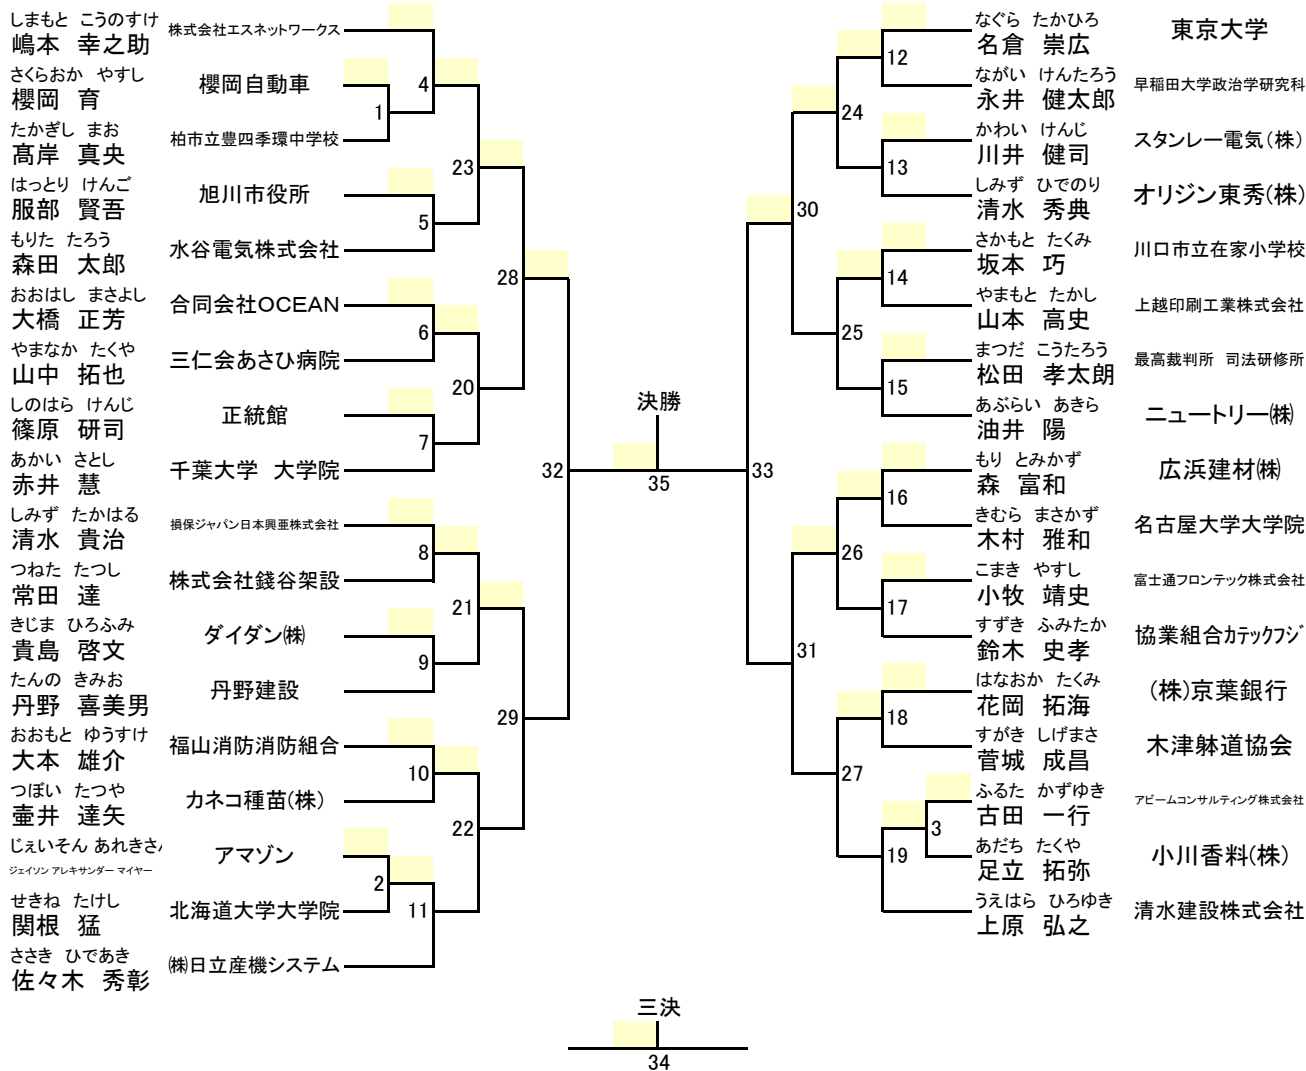 しまもと こうのすけ
嶋本 幸之助
株式会社エスネットワークス
さくらおか やすし
櫻岡 育
櫻岡自動車
たかぎし まお
髙岸 真央
柏市立豊四季環中学校
はっとり けんご
服部 賢吾
旭川市役所
もりた たろう
森田 太郎
水谷電気株式会社
おおはし まさよし
大橋 正芳
合同会社OCEAN
やまなか たくや
山中 拓也
三仁会あさひ病院
しのはら けんじ
篠原 研司
正統館
あかい さとし
赤井 慧
千葉大学 大学院
しみず たかはる
清水 貴治
損保ジャパン日本興亜株式会社
つねた たつし
常田 達
株式会社錢谷架設
きじま ひろふみ
貴島 啓文
ダイダン㈱
たんの きみお
丹野 喜美男
丹野建設
おおもと ゆうすけ
大本 雄介
福山消防消防組合
つぼい たつや
壷井 達矢
カネコ種苗(株)
じぇいそん あれきさ
ジェイソン アレキサンダー マイヤー
アマゾン
せきね たけし
関根 猛
北海道大学大学院
ささき ひであき
佐々木 秀彰
㈱日立産機システム
1
4
23
5
28
6
20
7
32
8
21
9
29
10
22
2
11
決勝
35
三決
34
12
24
13
30
14
25
15
33
16
26
17
31
18
27
3
19
なぐら たかひろ
名倉 崇広
東京大学
ながい けんたろう
永井 健太郎
早稲田大学政治学研究科
かわい けんじ
川井 健司
スタンレー電気(株)
しみず ひでのり
清水 秀典
オリジン東秀(株)
さかもと たくみ
坂本 巧
川口市立在家小学校
やまもと たかし
山本 高史
上越印刷工業株式会社
まつだ こうたろう
松田 孝太朗
最高裁判所 司法研修所
あぶらい あきら
油井 陽
ニュートリー㈱
もり とみかず
森 富和
広浜建材㈱
きむら まさかず
木村 雅和
名古屋大学大学院
こまき やすし
小牧 靖史
富士通フロンテック株式会社
すずき ふみたか
鈴木 史孝
協業組合ｶﾃｯｸﾌｼﾞ
はなおか たくみ
花岡 拓海
(株)京葉銀行
すがき しげまさ
菅城 成昌
木津躰道協会
ふるた かずゆき
古田 一行
アビームコンサルティング株式会社
あだち たくや
足立 拓弥
小川香料(株)
うえはら ひろゆき
上原 弘之
清水建設株式会社